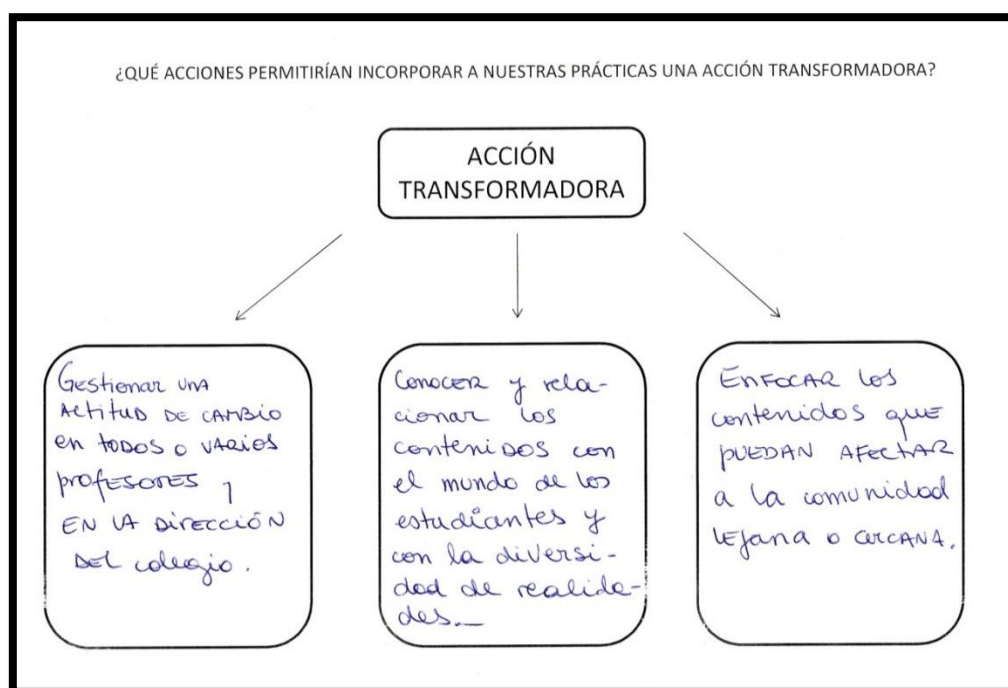 ¿QUÉ ACCIONES PERMITIRÍAN INCORPORAR A NUESTRAS PRÁCTICAS UNA ACCIÓN TRANSFORMADORA?
ACCIÓN
TRANSFORMADORA
Gestionar UNA
ACTITUD DE CAMBIO
en TODOS o VARIOS
profesores y
EN LA DIRECCIÓN
DEL colegio.
Conocer y rela-
cionar los
contenidos con
el mundo de los
estudiantes y
con la diversi-
dad de realida-
des.
ENFOCAR los
contenidos que
PUEDAN AFECTAR
a la comunidad
lejana o cercana.